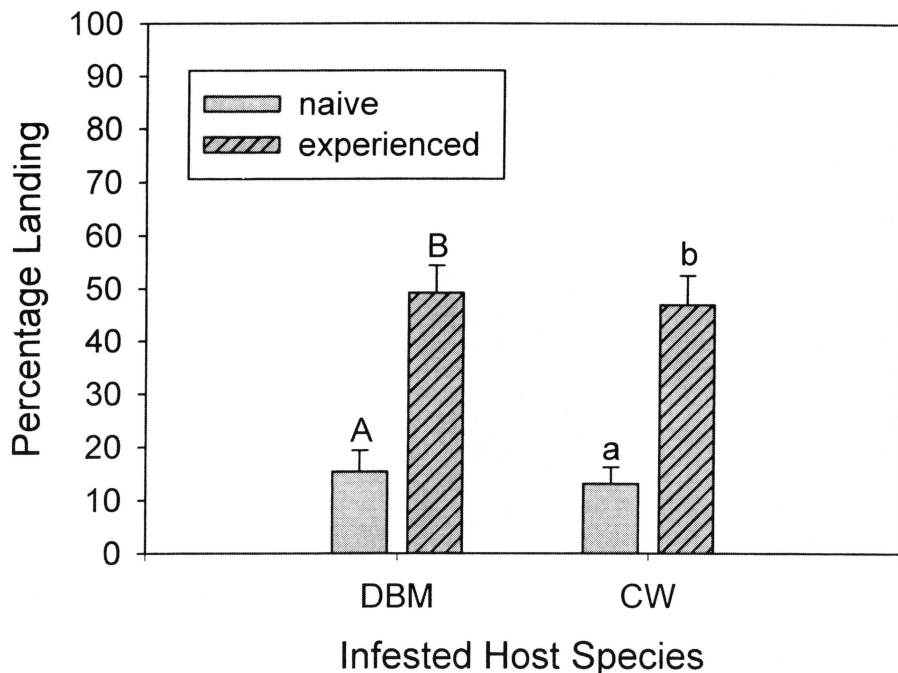 Percentage Landing
100
90
80
70
60
50
40
30
20
10
0
naive
experienced
A
B
a
b
DBM
CW
Infested Host Species